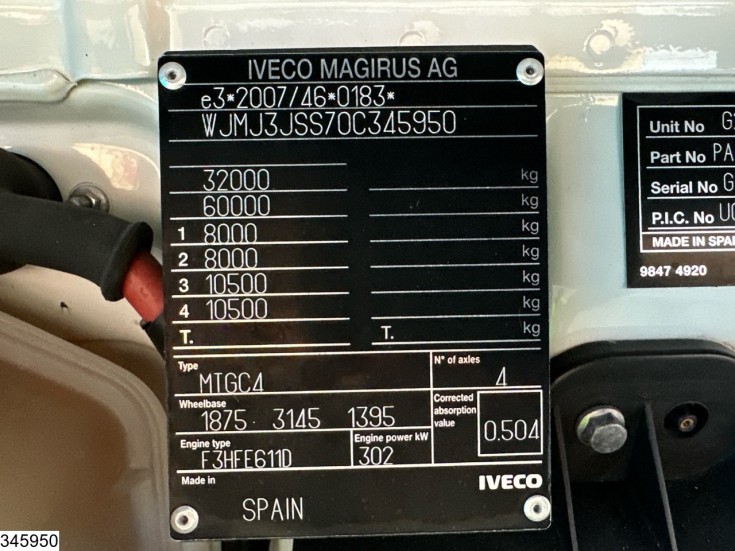 IVECO MAGIRUS AG
e3*2007/46*0183*
WJMJ3JSS70C345950
32000 kg
60000 kg
1 8000 kg
2 8000 kg
3 10500 kg
4 10500 kg
T. T. kg
Type
MTGC4
N° of axles
4
Wheelbase
1875 3145 1395
Corrected
absorption
value
0.504
Engine type
F3HFE611D
Engine power kW
302
Made in
SPAIN
IVECO
Unit No
Part No PA
Serial No G
P.I.C. No
MADE IN SPAI
9847 4920
345950